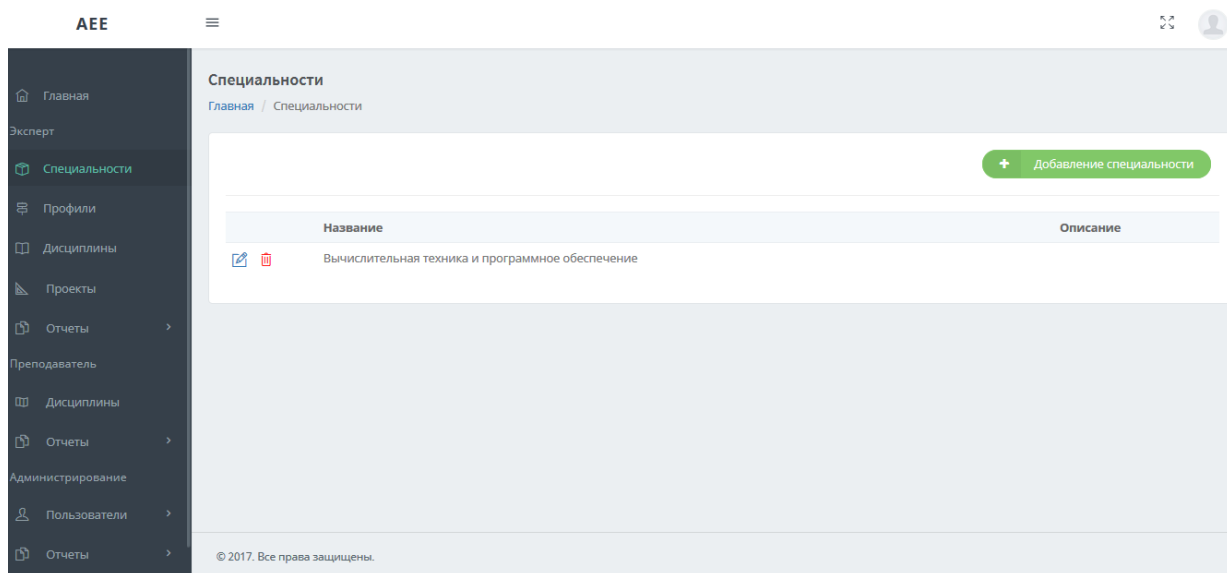 AEE
Главная
Эксперт
Специальности
Профили
Дисциплины
Проекты
Отчеты
Преподаватель
Дисциплины
Отчеты
Администрирование
Пользователи
Отчеты
Специальности
Главная / Специальности
Добавление специальности
Название Описание
Вычислительная техника и программное обеспечение
© 2017. Все права защищены.